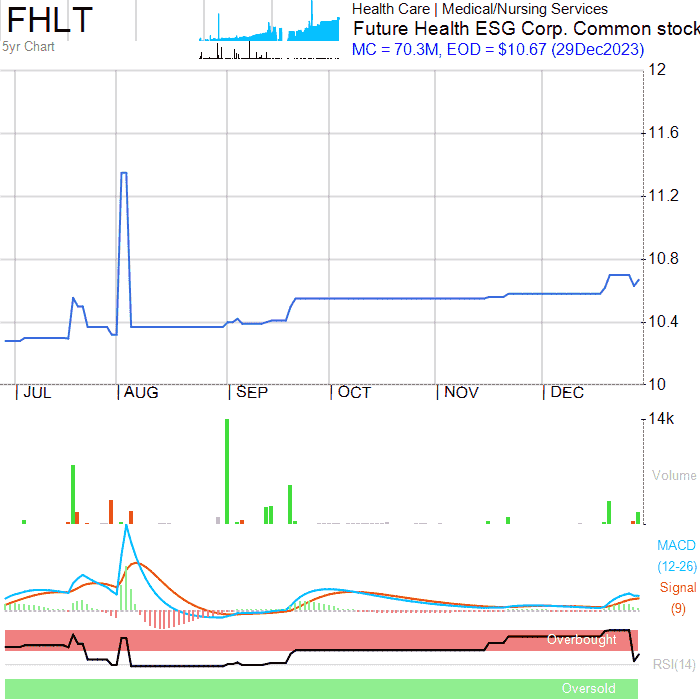 FHLT
5yr Chart
Health Care | Medical/Nursing Services
Future Health ESG Corp. Common stock
MC = 70.3M, EOD = $10.67 (29Dec2023)
12
11.6
11.2
10.8
10.4
10
JUL AUG SEP OCT NOV DEC
14k
Volume
MACD
(12-26)
Signal
(9)
Overbought
RSI(14)
Oversold